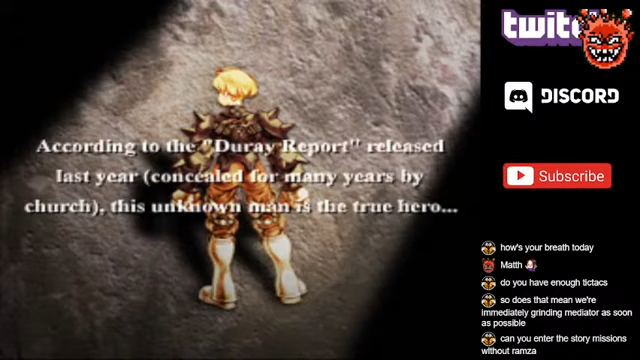 According to the "Duray Report" released
last year (concealed for many years by
church), this unknown man is the true hero...
DISCORD
Subscribe
how's your breath today
Matth
do you have enough tictacs
so does that mean we're
immediately grinding mediator as soon
as possible
can you enter the story missions
without ramza